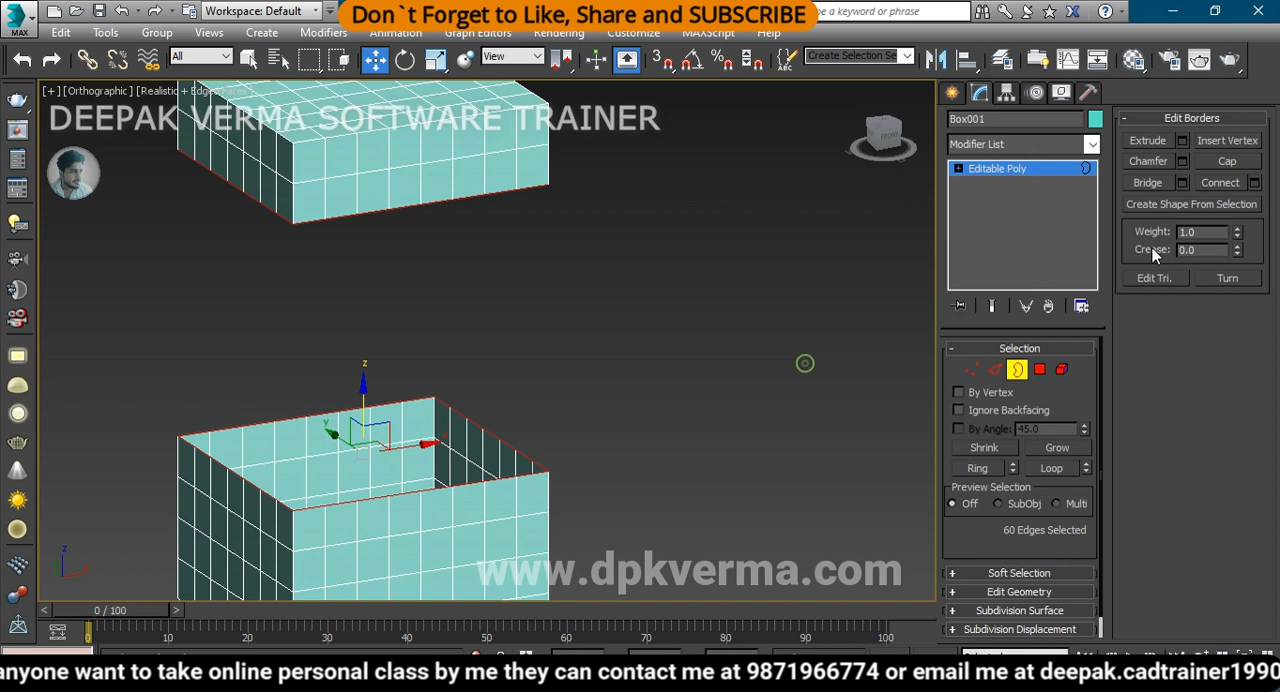 Workspace: Default
Don`t Forget to Like, Share and SUBSCRIBE
e a keyword or phrase
MAX
Edit Tools Group Views Create Modifiers Animation Graph Editors Rendering MAXScript Help
All
View
Create Selection Se
[+] [Orthographic] [Realistic + Edged Faces]
DEEPAK VERMA SOFTWARE TRAINER
FRONT
Box001
Modifier List
Editable Poly
Edit Borders
Extrude Insert Vertex
Chamfer Cap
Bridge Connect
Create Shape From Selection
Weight: 1.0
Crease: 0.0
Edit Tri. Turn
z
y
Selection
By Vertex
Ignore Backfacing
By Angle: 45.0
Shrink Grow
Ring Loop
Preview Selection
Off SubObj Multi
60 Edges Selected
Soft Selection
Edit Geometry
Subdivision Surface
Subdivision Displacement
www.dpkverma.com
0 / 100
0 10 20 30 40 50 60 70 80 90 100
anyone want to take online personal class by me they can contact me at 9871966774 or email me at deepak.cadtrainer1990